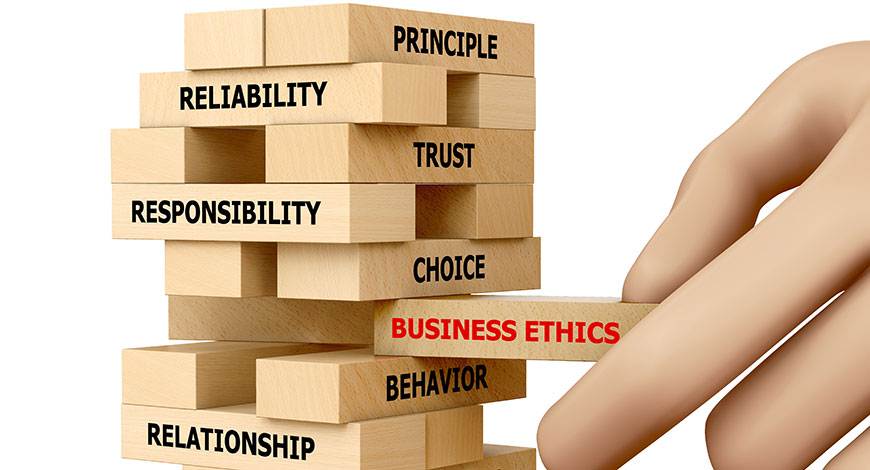 PRINCIPLE
RELIABILITY
TRUST
RESPONSIBILITY
CHOICE
BUSINESS ETHICS
BEHAVIOR
RELATIONSHIP